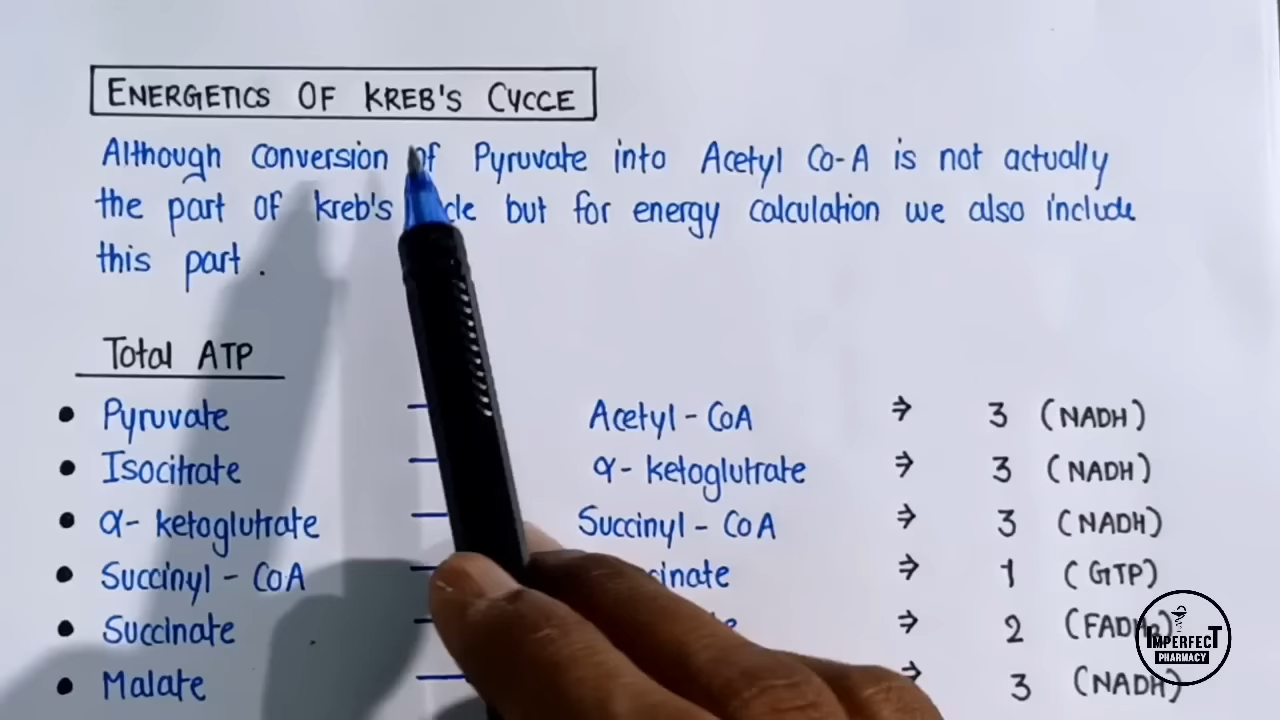 ENERGETICS OF KREB'S CYCCE
Although conversion of Pyruvate into Acetyl Co-A is not actually
the part of kreb's but for energy calculation we also include
this part .
Total ATP
• Pyruvate — Acetyl - CoA ⇒ 3 (NADH)
• Isocitrate — α - ketoglutrate ⇒ 3 (NADH)
• α - ketoglutrate — Succinyl - CoA ⇒ 3 (NADH)
• Succinyl - CoA — ⇒ 1 (GTP)
• Succinate — ⇒ 2
• Malate — ⇒ 3 (NADH)
IMPERFECT
PHARMACY